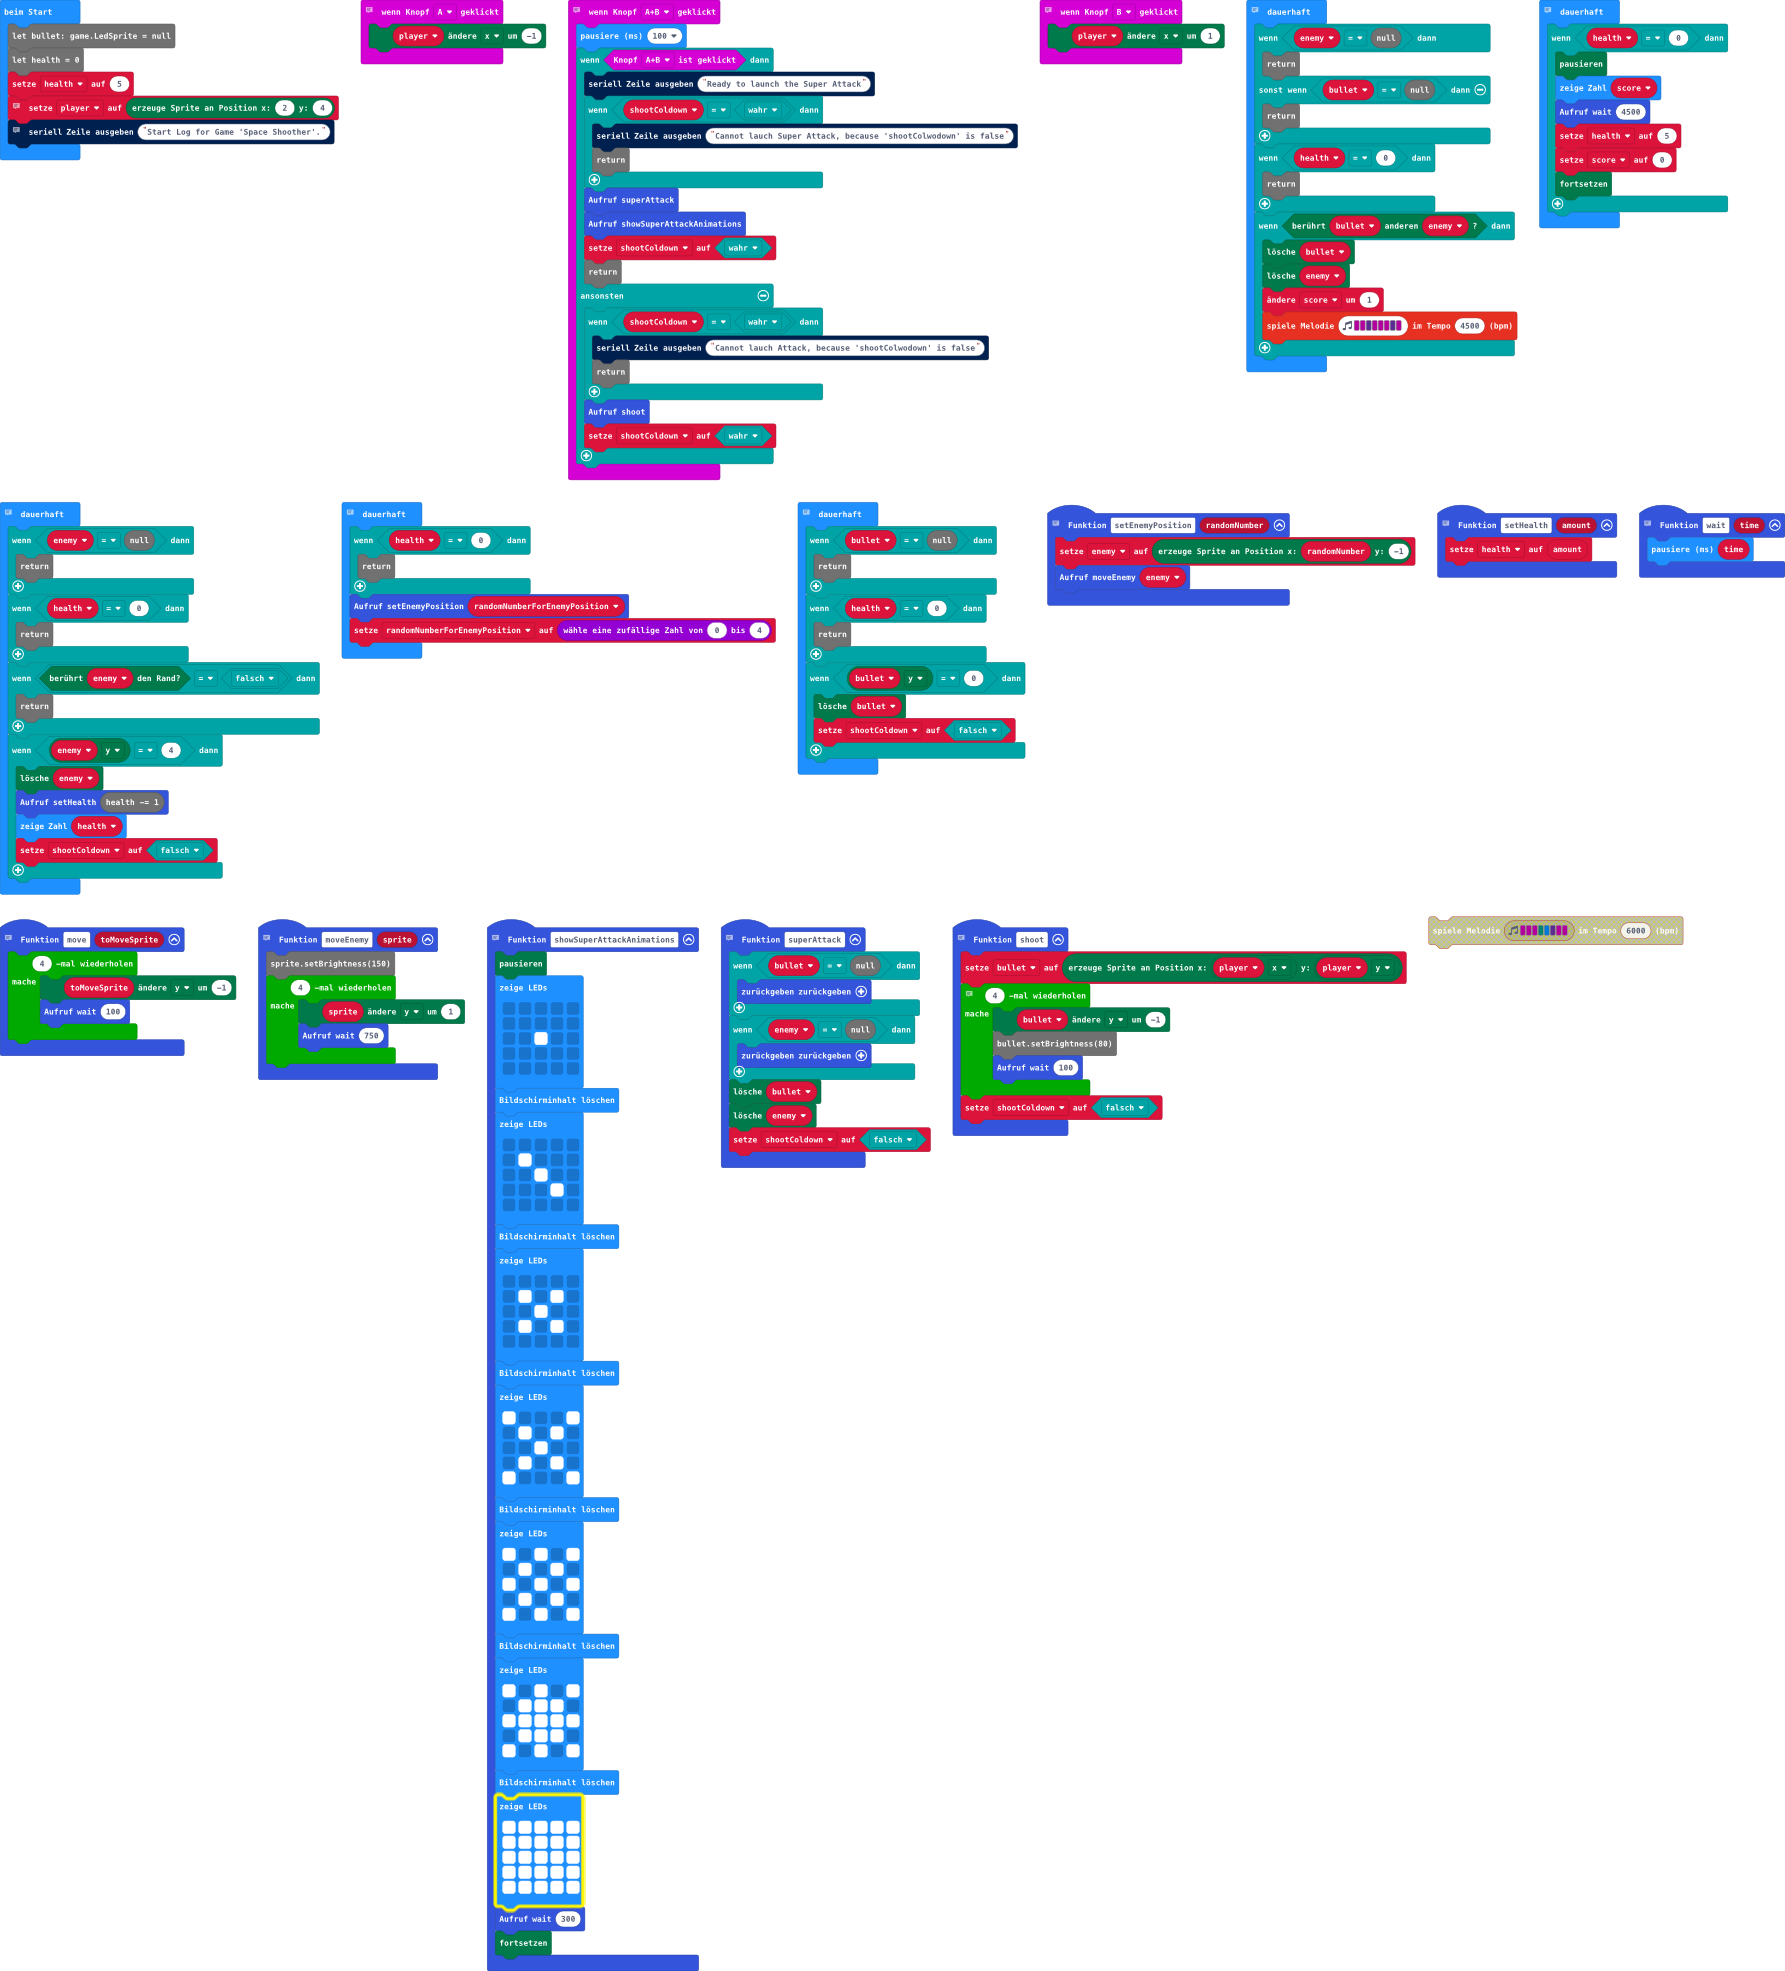 beim Start
let bullet: game.LedSprite = null
let health = 0
setze health auf 5
setze player auf erzeuge Sprite an Position x: 2 y: 4
seriell Zeile ausgeben "Start Log for Game 'Space Shoother'."
wenn Knopf A geklickt
player ändere x um -1
wenn Knopf A+B geklickt
pausiere (ms) 100
wenn Knopf A+B ist geklickt dann
seriell Zeile ausgeben "Ready to launch the Super Attack"
wenn shootColdown = wahr dann
seriell Zeile ausgeben "Cannot lauch Super Attack, because 'shootColwodown' is false"
return
Aufruf superAttack
Aufruf showSuperAttackAnimations
setze shootColdown auf wahr
return
ansonsten
wenn shootColdown = wahr dann
seriell Zeile ausgeben "Cannot lauch Attack, because 'shootColwodown' is false"
return
Aufruf shoot
setze shootColdown auf wahr
wenn Knopf B geklickt
player ändere x um 1
dauerhaft
wenn enemy = null dann
return
sonst wenn bullet = null dann
return
wenn health = 0 dann
return
wenn berührt bullet anderen enemy ? dann
lösche bullet
lösche enemy
ändere score um 1
spiele Melodie im Tempo 4500 (bpm)
dauerhaft
wenn health = 0 dann
pausieren
zeige Zahl score
Aufruf wait 4500
setze health auf 5
setze score auf 0
fortsetzen
dauerhaft
wenn enemy = null dann
return
wenn health = 0 dann
return
wenn berührt enemy den Rand? = falsch dann
return
wenn enemy y = 4 dann
lösche enemy
Aufruf setHealth health -= 1
zeige Zahl health
setze shootColdown auf falsch
dauerhaft
wenn health = 0 dann
return
Aufruf setEnemyPosition randomNumberForEnemyPosition
setze randomNumberForEnemyPosition auf wähle eine zufällige Zahl von 0 bis 4
dauerhaft
wenn bullet = null dann
return
wenn health = 0 dann
return
wenn bullet y = 0 dann
lösche bullet
setze shootColdown auf falsch
Funktion setEnemyPosition randomNumber
setze enemy auf erzeuge Sprite an Position x: randomNumber y: -1
Aufruf moveEnemy enemy
Funktion setHealth amount
setze health auf amount
Funktion wait time
pausiere (ms) time
Funktion move toMoveSprite
4 -mal wiederholen
mache toMoveSprite ändere y um -1
Aufruf wait 100
Funktion moveEnemy sprite
sprite.setBrightness(150)
4 -mal wiederholen
mache sprite ändere y um 1
Aufruf wait 750
Funktion showSuperAttackAnimations
pausieren
zeige LEDs
Bildschirminhalt löschen
zeige LEDs
Bildschirminhalt löschen
zeige LEDs
Bildschirminhalt löschen
zeige LEDs
Bildschirminhalt löschen
zeige LEDs
Bildschirminhalt löschen
zeige LEDs
Bildschirminhalt löschen
zeige LEDs
Aufruf wait 300
fortsetzen
Funktion superAttack
wenn bullet = null dann
zurückgeben zurückgeben
wenn enemy = null dann
zurückgeben zurückgeben
lösche bullet
lösche enemy
setze shootColdown auf falsch
Funktion shoot
setze bullet auf erzeuge Sprite an Position x: player x y: player y
4 -mal wiederholen
mache bullet ändere y um -1
bullet.setBrightness(80)
Aufruf wait 100
setze shootColdown auf falsch
spiele Melodie im Tempo 6000 (bpm)